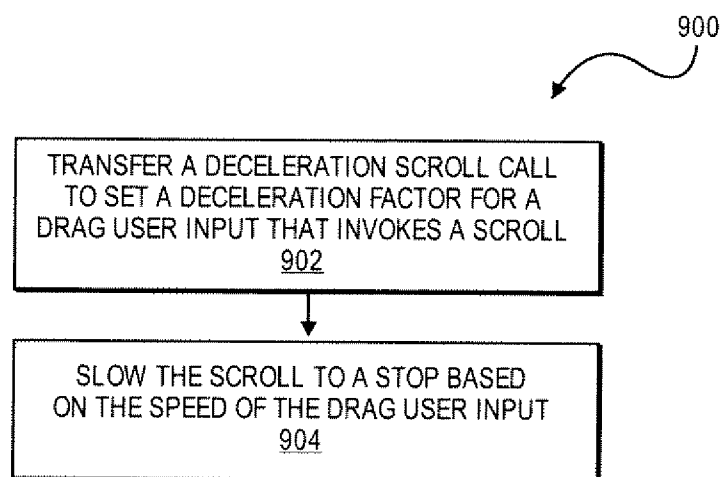 900
TRANSFER A DECELERATION SCROLL CALL
TO SET A DECELERATION FACTOR FOR A
DRAG USER INPUT THAT INVOKES A SCROLL
902
SLOW THE SCROLL TO A STOP BASED
ON THE SPEED OF THE DRAG USER INPUT
904